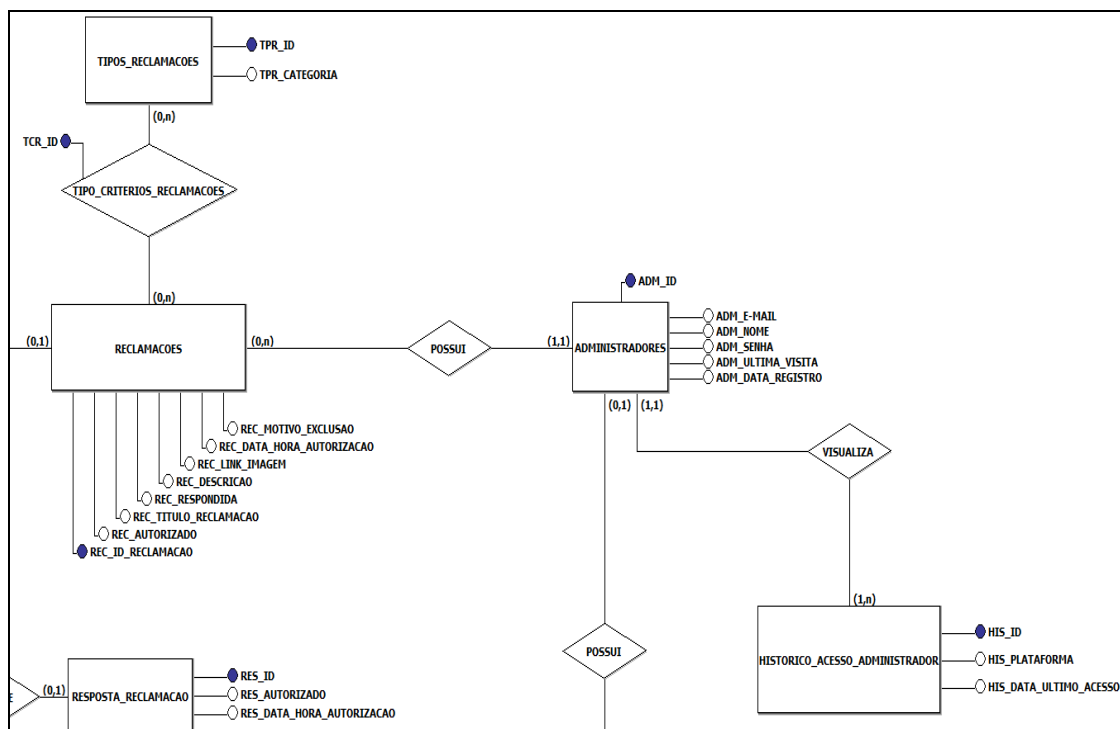 TIPOS_RECLAMACOES
TPR_ID
TPR_CATEGORIA
(0,n)
TCR_ID
TIPO_CRITERIOS_RECLAMACOES
(0,n)
(0,1)
RECLAMACOES
(0,n)
POSSUI
(1,1)
ADM_ID
ADMINISTRADORES
ADM_E-MAIL
ADM_NOME
ADM_SENHA
ADM_ULTIMA_VISITA
ADM_DATA_REGISTRO
(0,1)
(1,1)
REC_MOTIVO_EXCLUSAO
REC_DATA_HORA_AUTORIZACAO
REC_LINK_IMAGEM
REC_DESCRICAO
REC_RESPONDIDA
REC_TITULO_RECLAMACAO
REC_AUTORIZADO
REC_ID_RECLAMACAO
VISUALIZA
(1,n)
HISTORICO_ACESSO_ADMINISTRADOR
HIS_ID
HIS_PLATAFORMA
HIS_DATA_ULTIMO_ACESSO
POSSUI
E
(0,1)
RESPOSTA_RECLAMACAO
RES_ID
RES_AUTORIZADO
RES_DATA_HORA_AUTORIZACAO